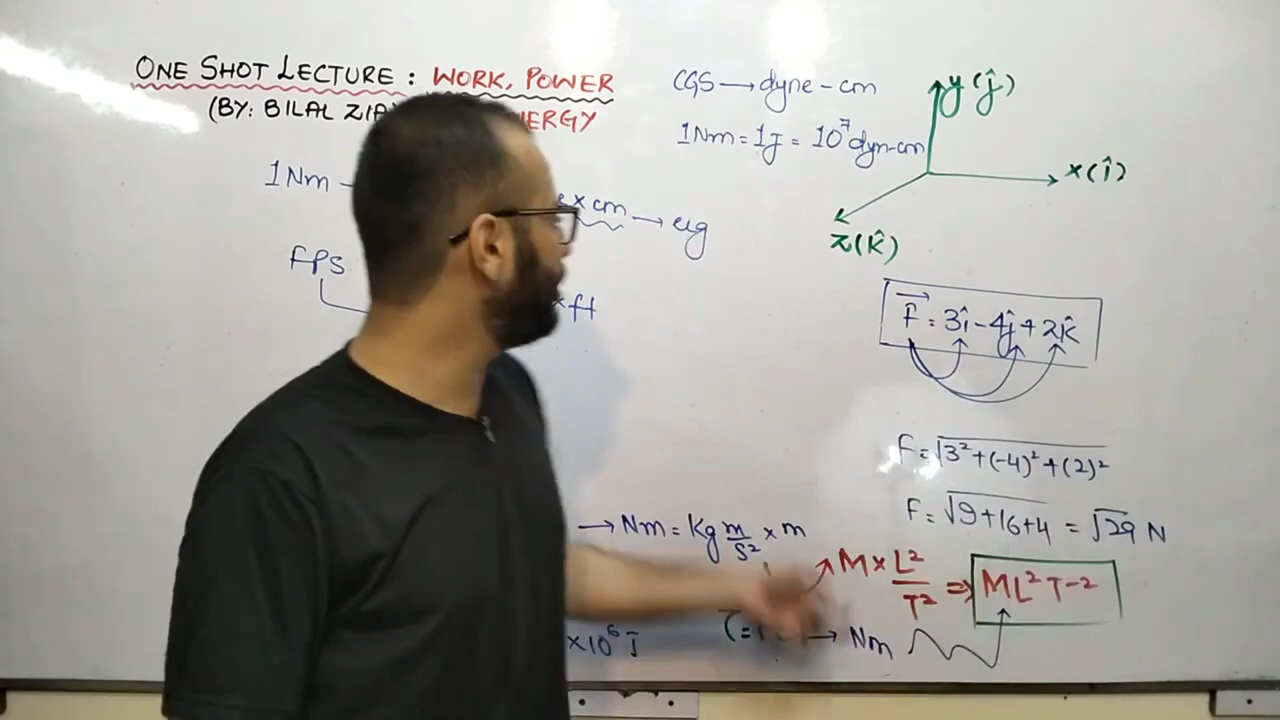 ONE SHOT LECTURE : WORK, POWER
(BY: BILAL ZIA
ERGY
1Nm
× cm → erg
FPS
× ft
CGS → dyne - cm
1Nm = 1J = 10⁷ dyn-cm
y(ĵ)
x(î)
z(k̂)
F⃗ = 3î - 4ĵ + 2k̂
F = √3² + (-4)² + (2)²
F = √9+16+4 = √29 N
→ Nm = Kg m/s² × m
M × L²/T² ⇒ ML²T-2
×10⁶ J
τ =
→ Nm